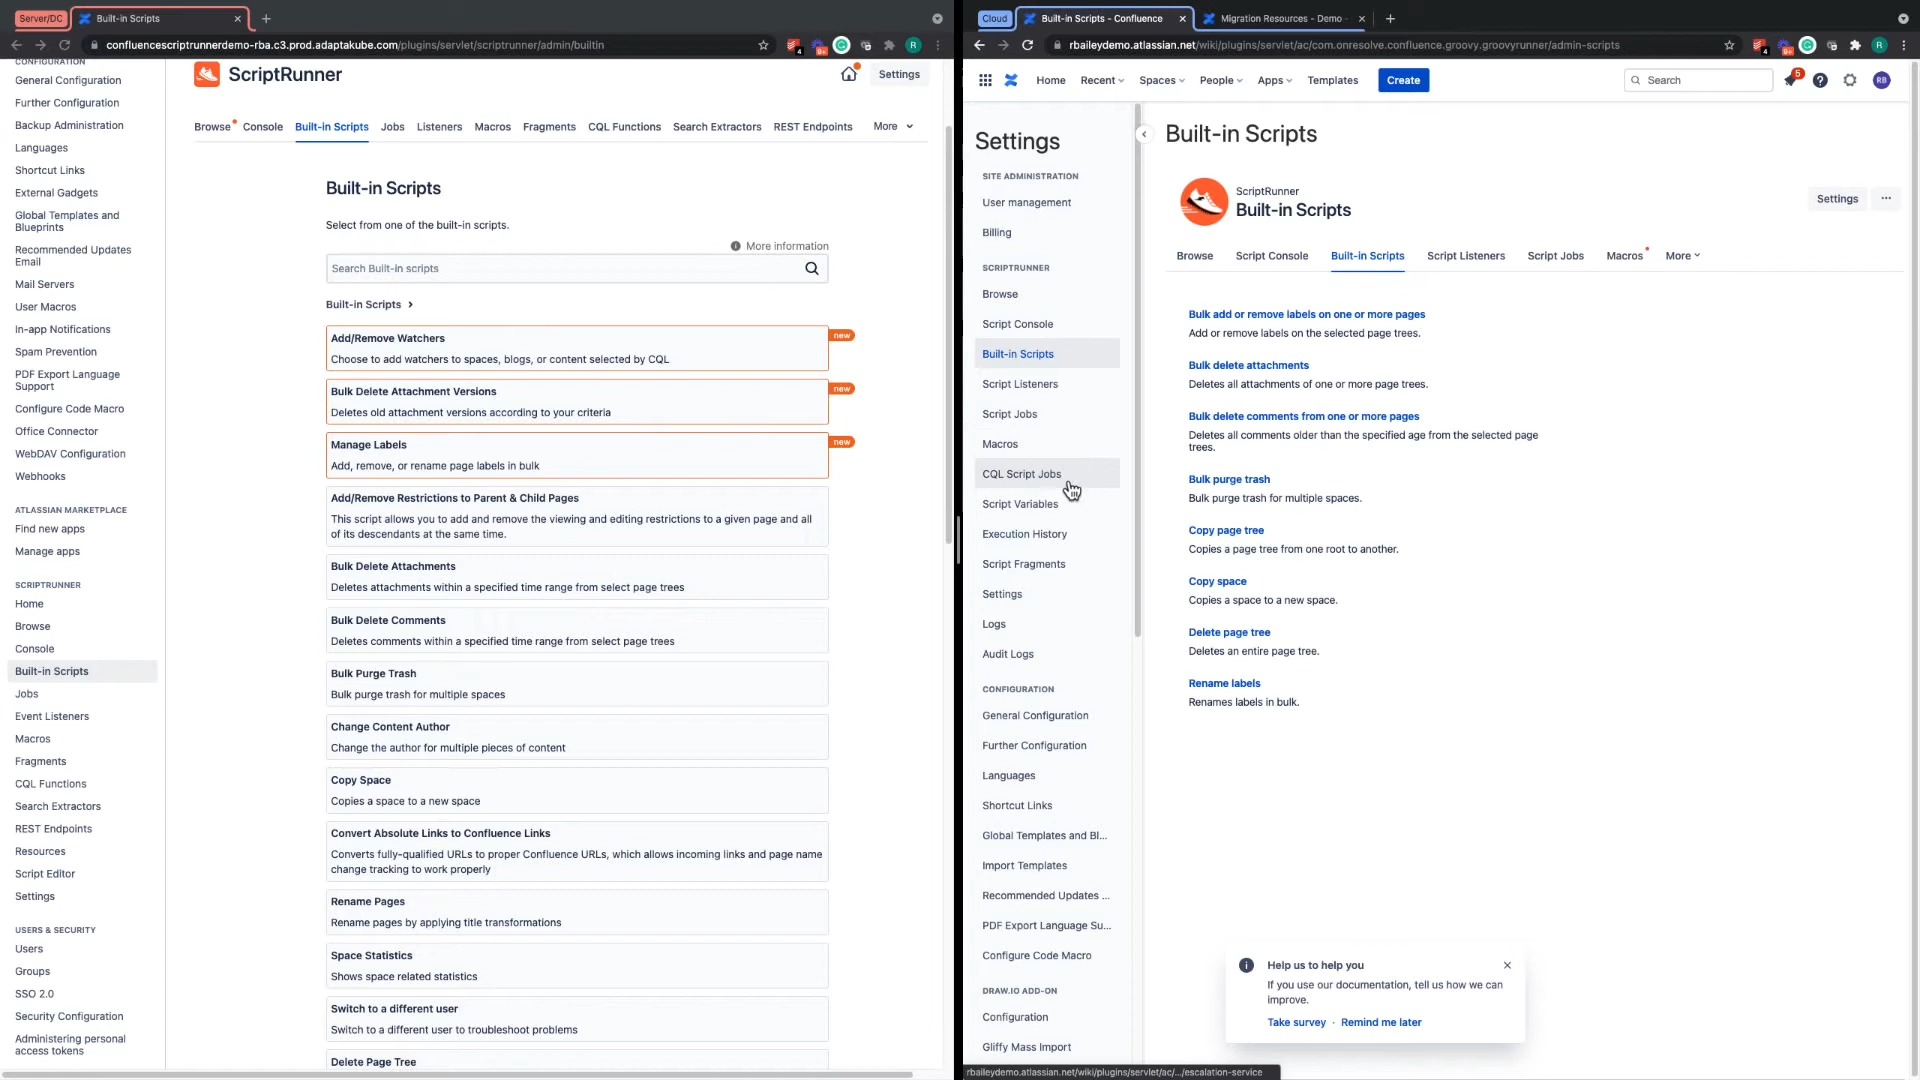 Server/DC
Built-in Scripts
confluencescriptrunnerdemo-rba.c3.prod.adaptakube.com/plugins/servlet/scriptrunner/admin/builtin
4
9+
R
CONFIGURATION
General Configuration
Further Configuration
Backup Administration
Languages
Shortcut Links
External Gadgets
Global Templates and
Blueprints
Recommended Updates
Email
Mail Servers
User Macros
In-app Notifications
Spam Prevention
PDF Export Language
Support
Configure Code Macro
Office Connector
WebDAV Configuration
Webhooks
ATLASSIAN MARKETPLACE
Find new apps
Manage apps
SCRIPTRUNNER
Home
Browse
Console
Built-in Scripts
Jobs
Event Listeners
Macros
Fragments
CQL Functions
Search Extractors
REST Endpoints
Resources
Script Editor
Settings
USERS & SECURITY
Users
Groups
SSO 2.0
Security Configuration
Administering personal
access tokens
ScriptRunner
Settings
Browse Console Built-in Scripts Jobs Listeners Macros Fragments CQL Functions Search Extractors REST Endpoints More
Built-in Scripts
Select from one of the built-in scripts.
More information
Search Built-in scripts
Built-in Scripts
Add/Remove Watchers
new
Choose to add watchers to spaces, blogs, or content selected by CQL
Bulk Delete Attachment Versions
new
Deletes old attachment versions according to your criteria
Manage Labels
new
Add, remove, or rename page labels in bulk
Add/Remove Restrictions to Parent & Child Pages
This script allows you to add and remove the viewing and editing restrictions to a given page and all
of its descendants at the same time.
Bulk Delete Attachments
Deletes attachments within a specified time range from select page trees
Bulk Delete Comments
Deletes comments within a specified time range from select page trees
Bulk Purge Trash
Bulk purge trash for multiple spaces
Change Content Author
Change the author for multiple pieces of content
Copy Space
Copies a space to a new space
Convert Absolute Links to Confluence Links
Converts fully-qualified URLs to proper Confluence URLs, which allows incoming links and page name
change tracking to work properly
Rename Pages
Rename pages by applying title transformations
Space Statistics
Shows space related statistics
Switch to a different user
Switch to a different user to troubleshoot problems
Delete Page Tree
Cloud
Built-in Scripts - Confluence
Migration Resources - Demo -
rbaileydemo.atlassian.net/wiki/plugins/servlet/ac/com.onresolve.confluence.groovy.groovyrunner/admin-scripts
4
9+
R
Home Recent Spaces People Apps Templates Create
Search
5
RB
Settings
SITE ADMINISTRATION
User management
Billing
SCRIPTRUNNER
Browse
Script Console
Built-in Scripts
Script Listeners
Script Jobs
Macros
CQL Script Jobs
Script Variables
Execution History
Script Fragments
Settings
Logs
Audit Logs
CONFIGURATION
General Configuration
Further Configuration
Languages
Shortcut Links
Global Templates and Bl...
Import Templates
Recommended Updates ...
PDF Export Language Su...
Configure Code Macro
DRAW.IO ADD-ON
Configuration
Gliffy Mass Import
Built-in Scripts
ScriptRunner
Built-in Scripts
Settings
Browse Script Console Built-in Scripts Script Listeners Script Jobs Macros More
Bulk add or remove labels on one or more pages
Add or remove labels on the selected page trees.
Bulk delete attachments
Deletes all attachments of one or more page trees.
Bulk delete comments from one or more pages
Deletes all comments older than the specified age from the selected page
trees.
Bulk purge trash
Bulk purge trash for multiple spaces.
Copy page tree
Copies a page tree from one root to another.
Copy space
Copies a space to a new space.
Delete page tree
Deletes an entire page tree.
Rename labels
Renames labels in bulk.
Help us to help you
If you use our documentation, tell us how we can
improve.
Take survey · Remind me later
rbaileydemo.atlassian.net/wiki/plugins/servlet/ac/.../escalation-service